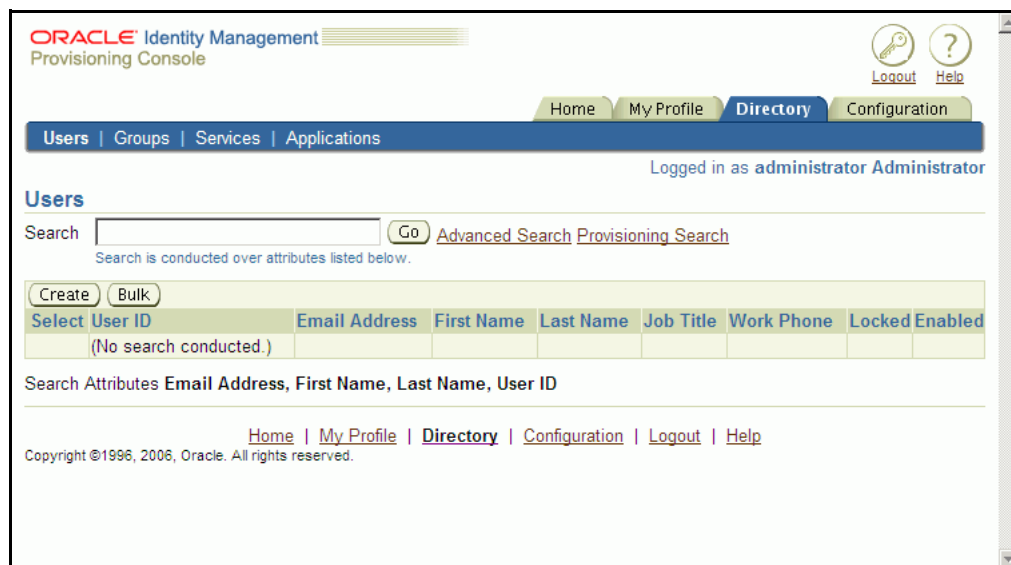 ORACLE Identity Management
Provisioning Console
Logout Help
Home My Profile Directory Configuration
Users | Groups | Services | Applications
Logged in as administrator Administrator
Users
Search Go Advanced Search Provisioning Search
Search is conducted over attributes listed below.
Create Bulk
Select User ID Email Address First Name Last Name Job Title Work Phone Locked Enabled
(No search conducted.)
Search Attributes Email Address, First Name, Last Name, User ID
Home | My Profile | Directory | Configuration | Logout | Help
Copyright ©1996, 2006, Oracle. All rights reserved.